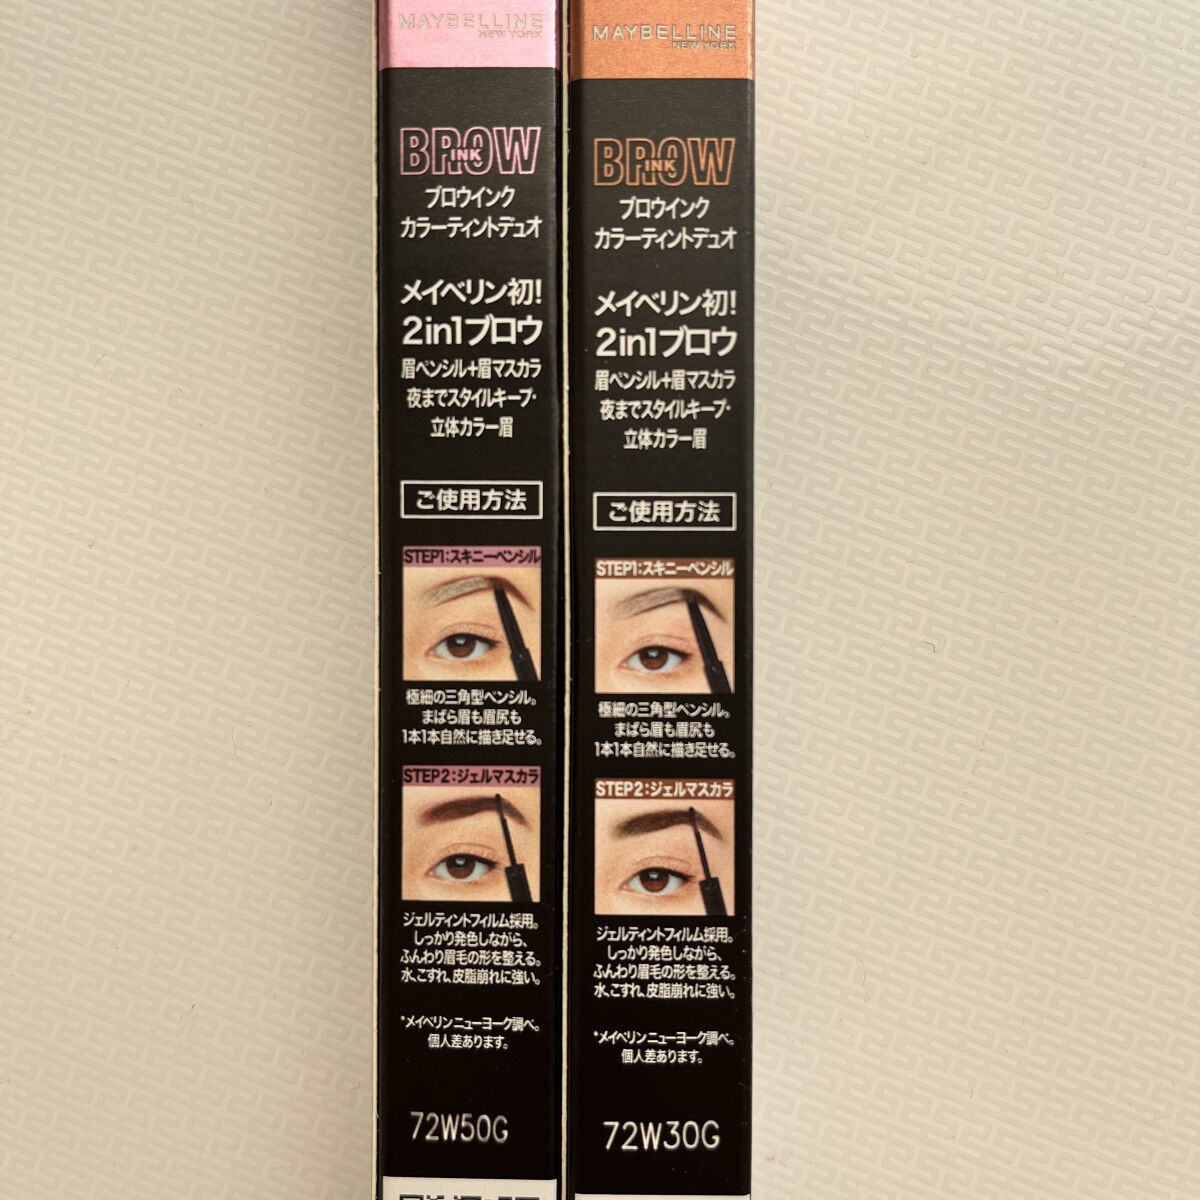 MAYBELLINE
NEW YORK
BROW
INK
ブロウインク
カラーティントデュオ
メイベリン初!
2in1ブロウ
眉ペンシル+眉マスカラ
夜までスタイルキープ*
立体カラー眉
ご使用方法
STEP1:スキニーペンシル
極細の三角型ペンシル。
まばら眉も眉尻も
1本1本自然に描き足せる。
STEP2:ジェルマスカラ
ジェルティントフィルム採用。
しっかり発色しながら、
ふんわり眉毛の形を整える。
水、こすれ、皮脂崩れに強い。
*メイベリン ニューヨーク調べ。
個人差あります。
72W50G
MAYBELLINE
NEW YORK
BROW
INK
ブロウインク
カラーティントデュオ
メイベリン初!
2in1ブロウ
眉ペンシル+眉マスカラ
夜までスタイルキープ*
立体カラー眉
ご使用方法
STEP1:スキニーペンシル
極細の三角型ペンシル。
まばら眉も眉尻も
1本1本自然に描き足せる。
STEP2:ジェルマスカラ
ジェルティントフィルム採用。
しっかり発色しながら、
ふんわり眉毛の形を整える。
水、こすれ、皮脂崩れに強い。
*メイベリン ニューヨーク調べ。
個人差あります。
72W30G